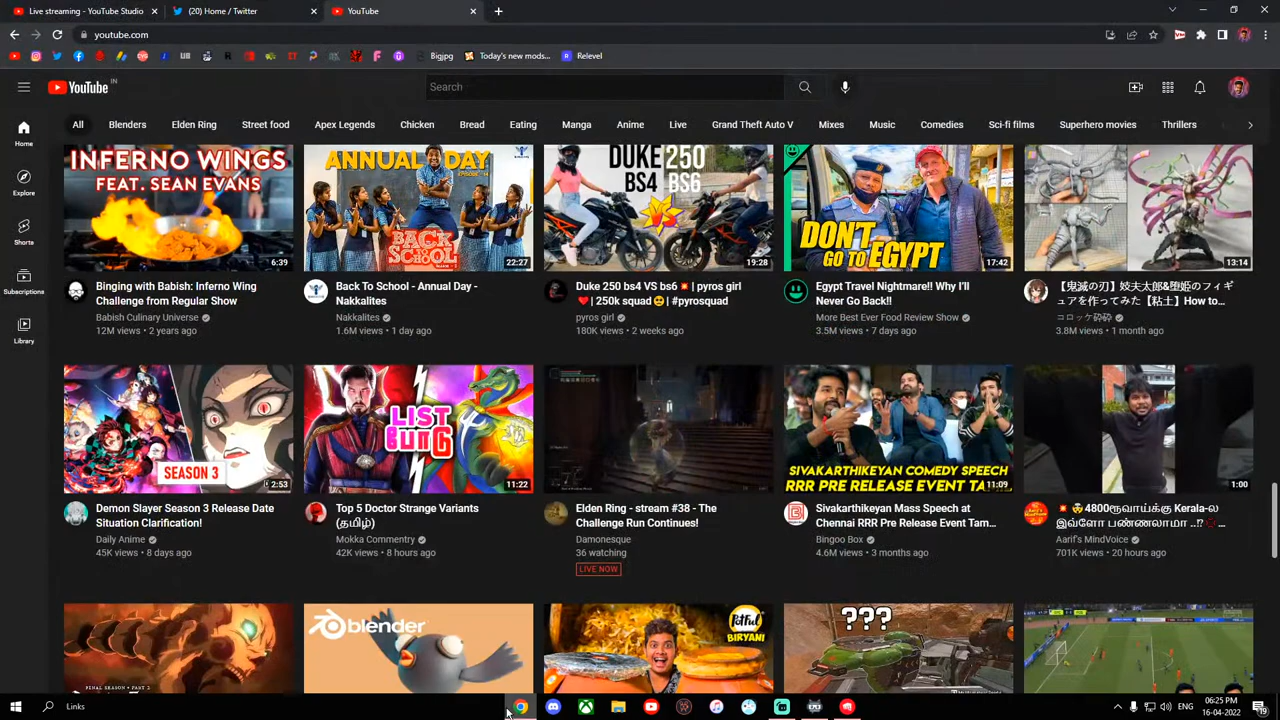 Live streaming - YouTube Studio
(20) Home / Twitter
YouTube
youtube.com
Bigjpg
Today's new mods...
Relevel
YouTube IN
Search
All
Blenders
Elden Ring
Street food
Apex Legends
Chicken
Bread
Eating
Manga
Anime
Live
Grand Theft Auto V
Mixes
Music
Comedies
Sci-fi films
Superhero movies
Thrillers
Home
Explore
Shorts
Subscriptions
Library
INFERNO WINGS
FEAT. SEAN EVANS
6:39
Binging with Babish: Inferno Wing
Challenge from Regular Show
Babish Culinary Universe
12M views • 2 years ago
ANNUAL DAY
EPISODE-14
BACK TO
SCHOOL
22:27
Back To School - Annual Day -
Nakkalites
Nakkalites
1.6M views • 1 day ago
DUKE 250
BS4 BS6
19:28
Duke 250 bs4 VS bs6 💥 | pyros girl
❤️ | 250k squad 🥺 | #pyrosquad
pyros girl
180K views • 2 weeks ago
DON'T
GO TO EGYPT
17:42
Egypt Travel Nightmare!! Why I'll
Never Go Back!!
More Best Ever Food Review Show
3.5M views • 7 days ago
13:14
【鬼滅の刃】妓夫太郎&堕姫のフィギ
ュアを作ってみた【粘土】How to...
コロッケ砕砕
3.8M views • 1 month ago
SEASON 3
2:53
Demon Slayer Season 3 Release Date
Situation Clarification!
Daily Anime
45K views • 8 days ago
LIST
போடு
11:22
Top 5 Doctor Strange Variants
(தமிழ்)
Mokka Commentry
42K views • 8 hours ago
Elden Ring - stream #38 - The
Challenge Run Continues!
Damonesque
36 watching
LIVE NOW
SIVAKARTHIKEYAN COMEDY SPEECH
RRR PRE RELEASE EVENT TA
11:09
Sivakarthikeyan Mass Speech at
Chennai RRR Pre Release Event Tam...
Bingoo Box
4.6M views • 3 months ago
1:00
💥 4800ரூவாய்க்கு Kerala-ல
இவ்ளோ பண்ணலாமா ..!?
Aarif's MindVoice
701K views • 20 hours ago
FINAL SEASON • PART 2
blender
Potful
BIRYANI
???
Links
ENG
06:25 PM
16-04-2022
19